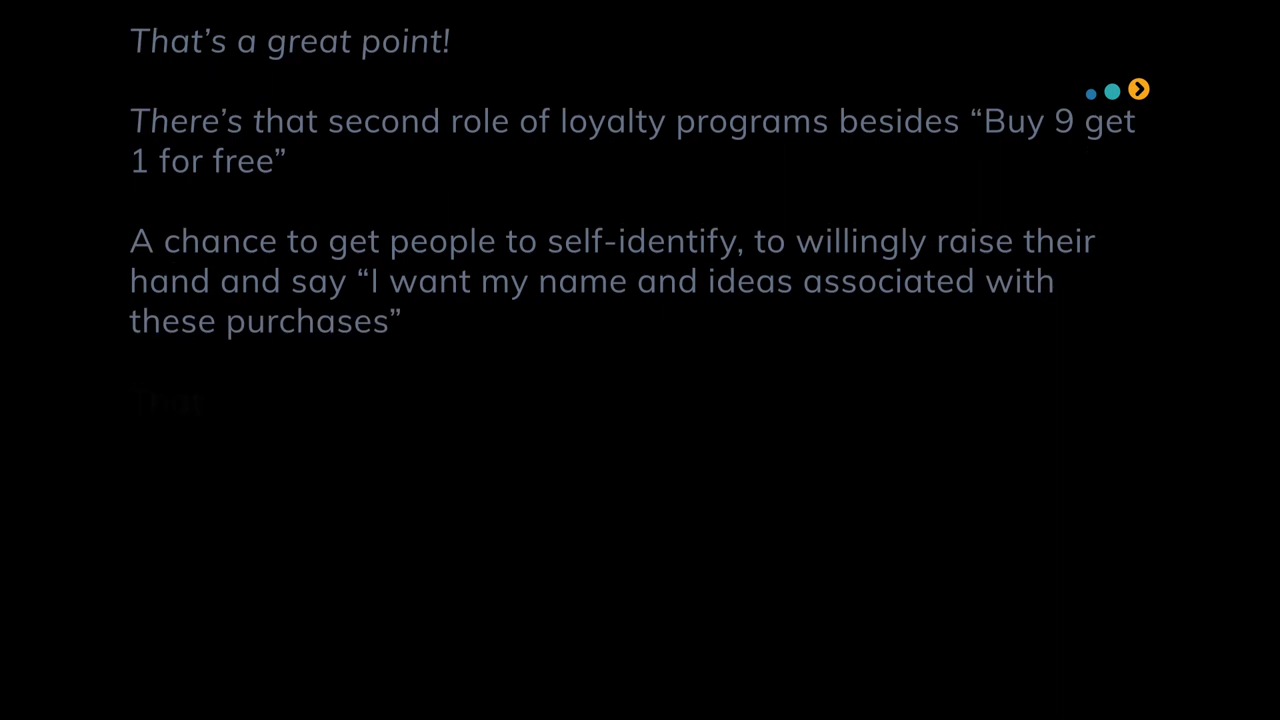 That’s a great point!
There’s that second role of loyalty programs besides “Buy 9 get
1 for free”
A chance to get people to self-identify, to willingly raise their
hand and say “I want my name and ideas associated with
these purchases”
That